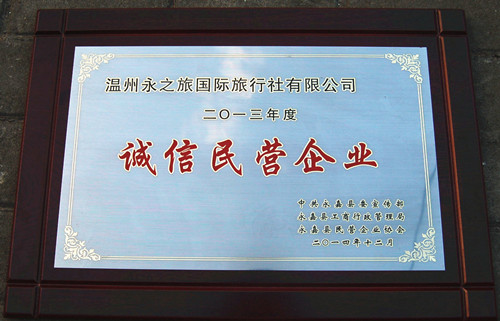 温州永之旅国际旅行社有限公司
二〇一三年度
诚信民营企业
中共永嘉县委宣传部
永嘉县工商行政管理局
永嘉县民营企业协会
二〇一四年十二月